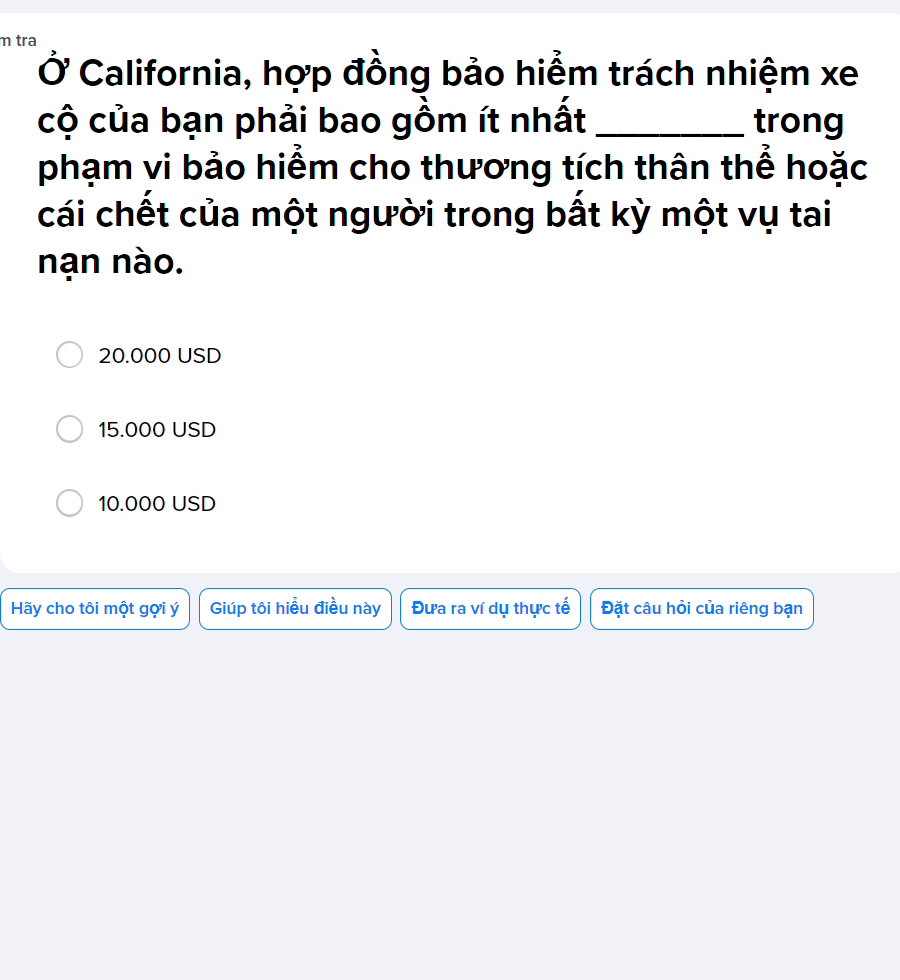 m tra
Ở California, hợp đồng bảo hiểm trách nhiệm xe
cộ của bạn phải bao gồm ít nhất ________ trong
phạm vi bảo hiểm cho thương tích thân thể hoặc
cái chết của một người trong bất kỳ một vụ tai
nạn nào.
20.000 USD
15.000 USD
10.000 USD
Hãy cho tôi một gợi ý
Giúp tôi hiểu điều này
Đưa ra ví dụ thực tế
Đặt câu hỏi của riêng bạn